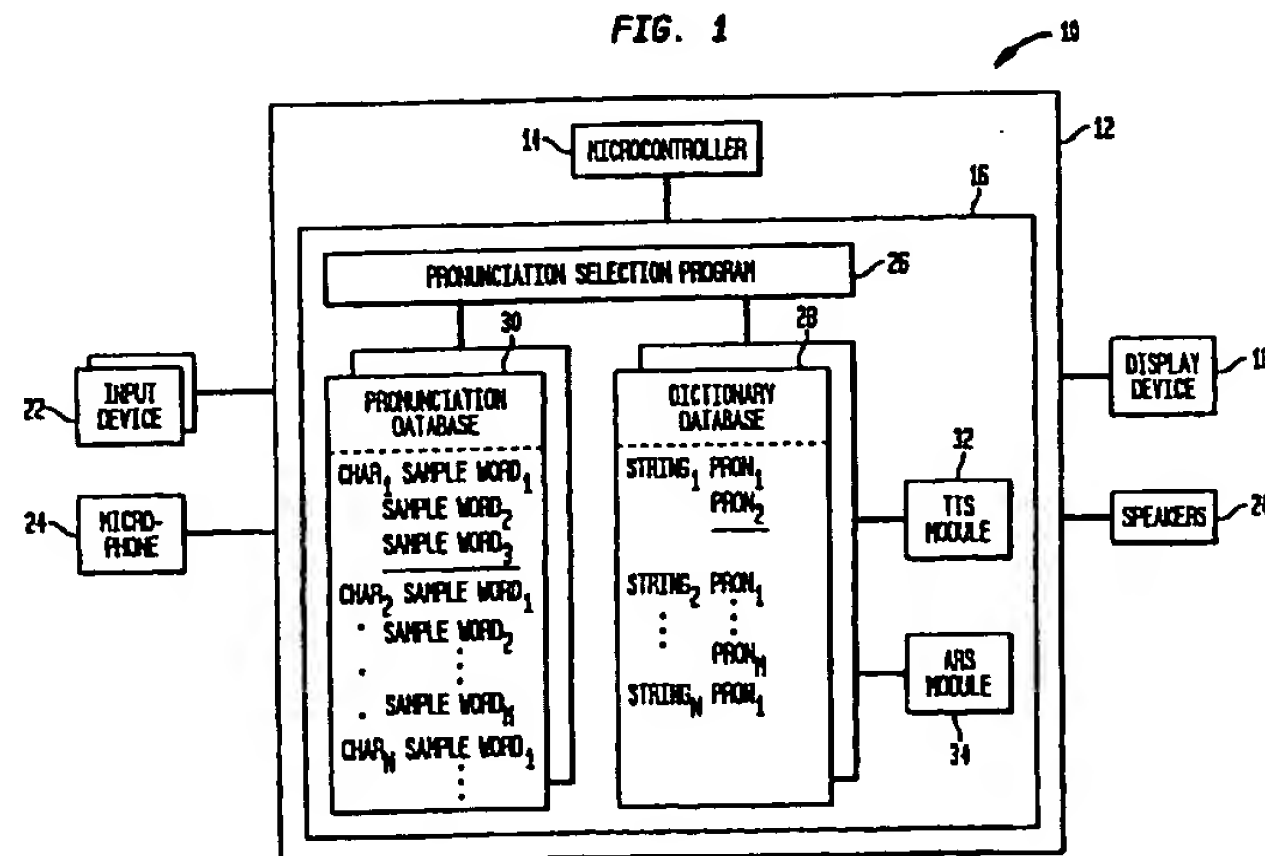 FIG. 1
10
12
14
MICROCONTROLLER
16
PRONUNCIATION SELECTION PROGRAM
26
30
28
22
INPUT
DEVICE
24
MICRO-
PHONE
PRONUNCIATION
DATABASE
CHAR1 SAMPLE WORD1
SAMPLE WORD2
SAMPLE WORD3
CHAR2 SAMPLE WORD1
SAMPLE WORD2
SAMPLE WORDM
CHARN SAMPLE WORD1
DICTIONARY
DATABASE
STRING1 PRON1
PRON2
STRING2 PRON1
PRONM
STRINGN PRON1
32
TTS
MODULE
ARS
MODULE
34
DISPLAY
DEVICE
SPEAKERS